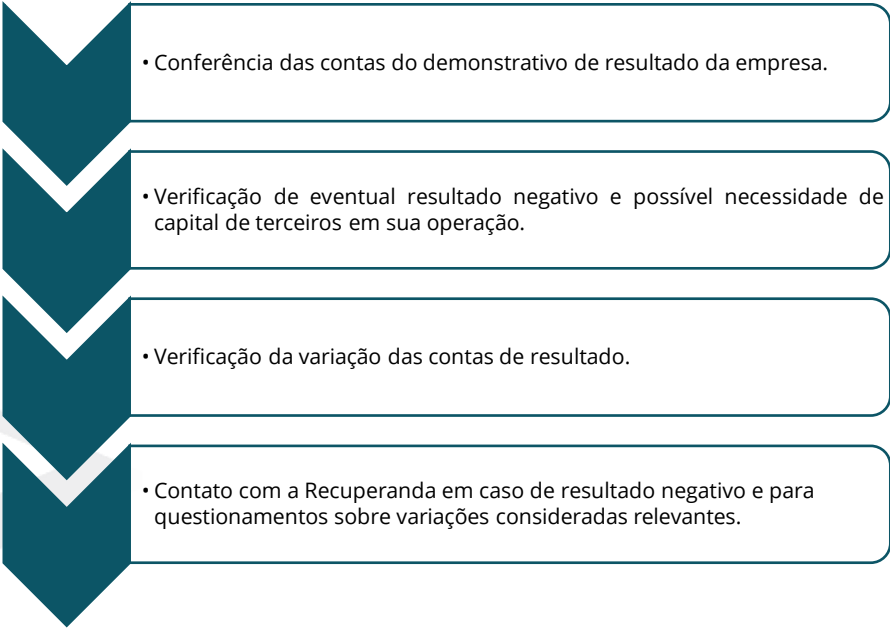 • Conferência das contas do demonstrativo de resultado da empresa.
• Verificação de eventual resultado negativo e possível necessidade de
capital de terceiros em sua operação.
• Verificação da variação das contas de resultado.
• Contato com a Recuperanda em caso de resultado negativo e para
questionamentos sobre variações consideradas relevantes.